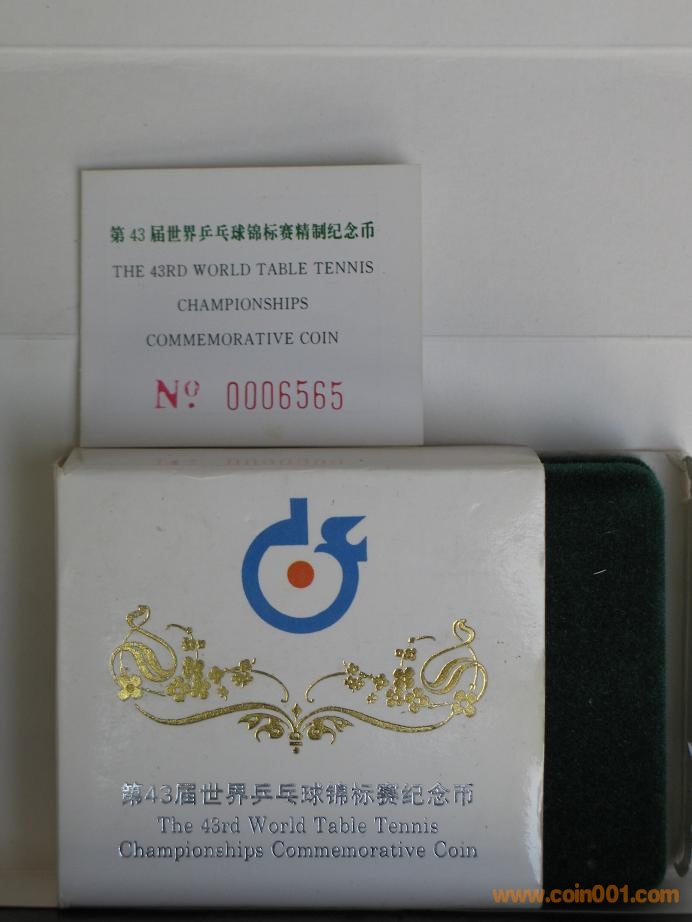 第43届世界乒乓球锦标赛精制纪念币
THE 43RD WORLD TABLE TENNIS
CHAMPIONSHIPS
COMMEMORATIVE COIN
Nº. 0006565
第43届世界乒乓球锦标赛纪念币
The 43rd World Table Tennis
Championships Commemorative Coin
www.coin001.com